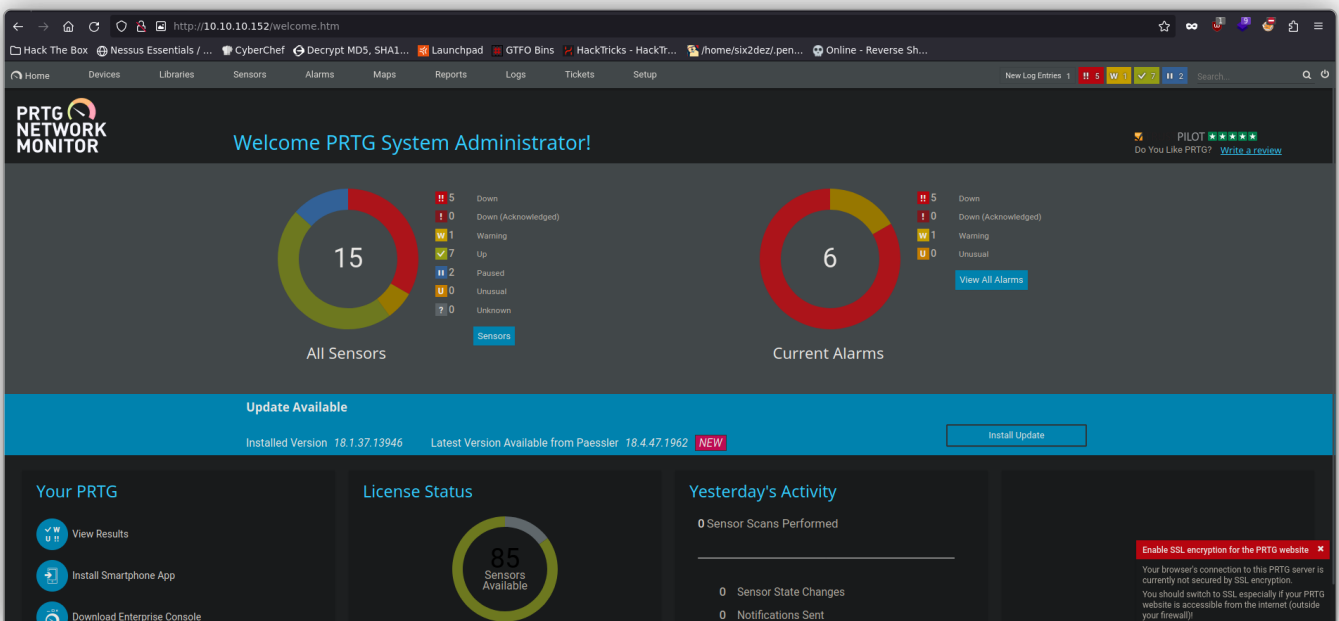 http://10.10.10.152/welcome.htm
Hack The Box Nessus Essentials / ... CyberChef Decrypt MD5, SHA1... Launchpad GTFO Bins HackTricks - HackTr... /home/six2dez/.pen... Online - Reverse Sh...
Home Devices Libraries Sensors Alarms Maps Reports Logs Tickets Setup New Log Entries 1 !! 5 W 1 7 2 Search...
PRTG
NETWORK
MONITOR
Welcome PRTG System Administrator!
PILOT
Do You Like PRTG? Write a review
15
!! 5 Down
! 0 Down (Acknowledged)
W 1 Warning
7 Up
2 Paused
U 0 Unusual
? 0 Unknown
Sensors
All Sensors
6
!! 5 Down
! 0 Down (Acknowledged)
W 1 Warning
U 0 Unusual
View All Alarms
Current Alarms
Update Available
Installed Version 18.1.37.13946 Latest Version Available from Paessler 18.4.47.1962 NEW
Install Update
Your PRTG
View Results
Install Smartphone App
Download Enterprise Console
License Status
85
Sensors
Available
Yesterday's Activity
0 Sensor Scans Performed
0 Sensor State Changes
0 Notifications Sent
Enable SSL encryption for the PRTG website
Your browser's connection to this PRTG server is
currently not secured by SSL encryption.
You should switch to SSL especially if your PRTG
website is accessible from the internet (outside
your firewall)!